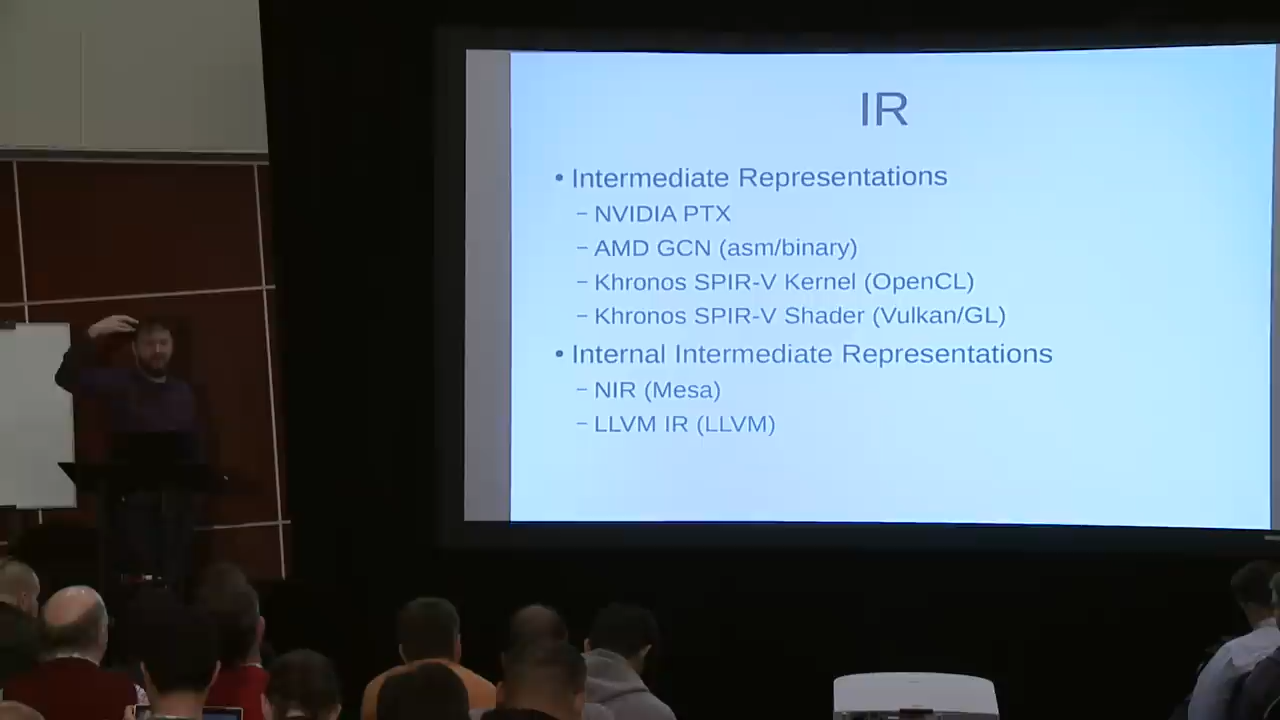 IR
• Intermediate Representations
– NVIDIA PTX
– AMD GCN (asm/binary)
– Khronos SPIR-V Kernel (OpenCL)
– Khronos SPIR-V Shader (Vulkan/GL)
• Internal Intermediate Representations
– NIR (Mesa)
– LLVM IR (LLVM)